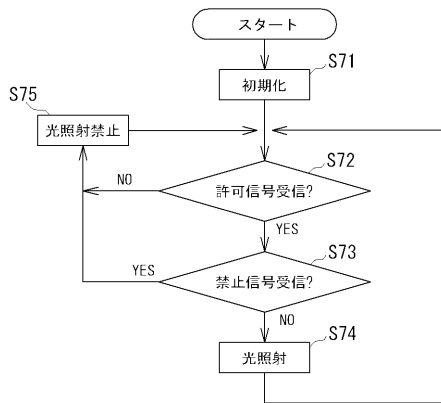 スタート
S71
初期化
S75
光照射禁止
S72
許可信号受信?
NO
YES
S73
禁止信号受信?
YES
NO
S74
光照射